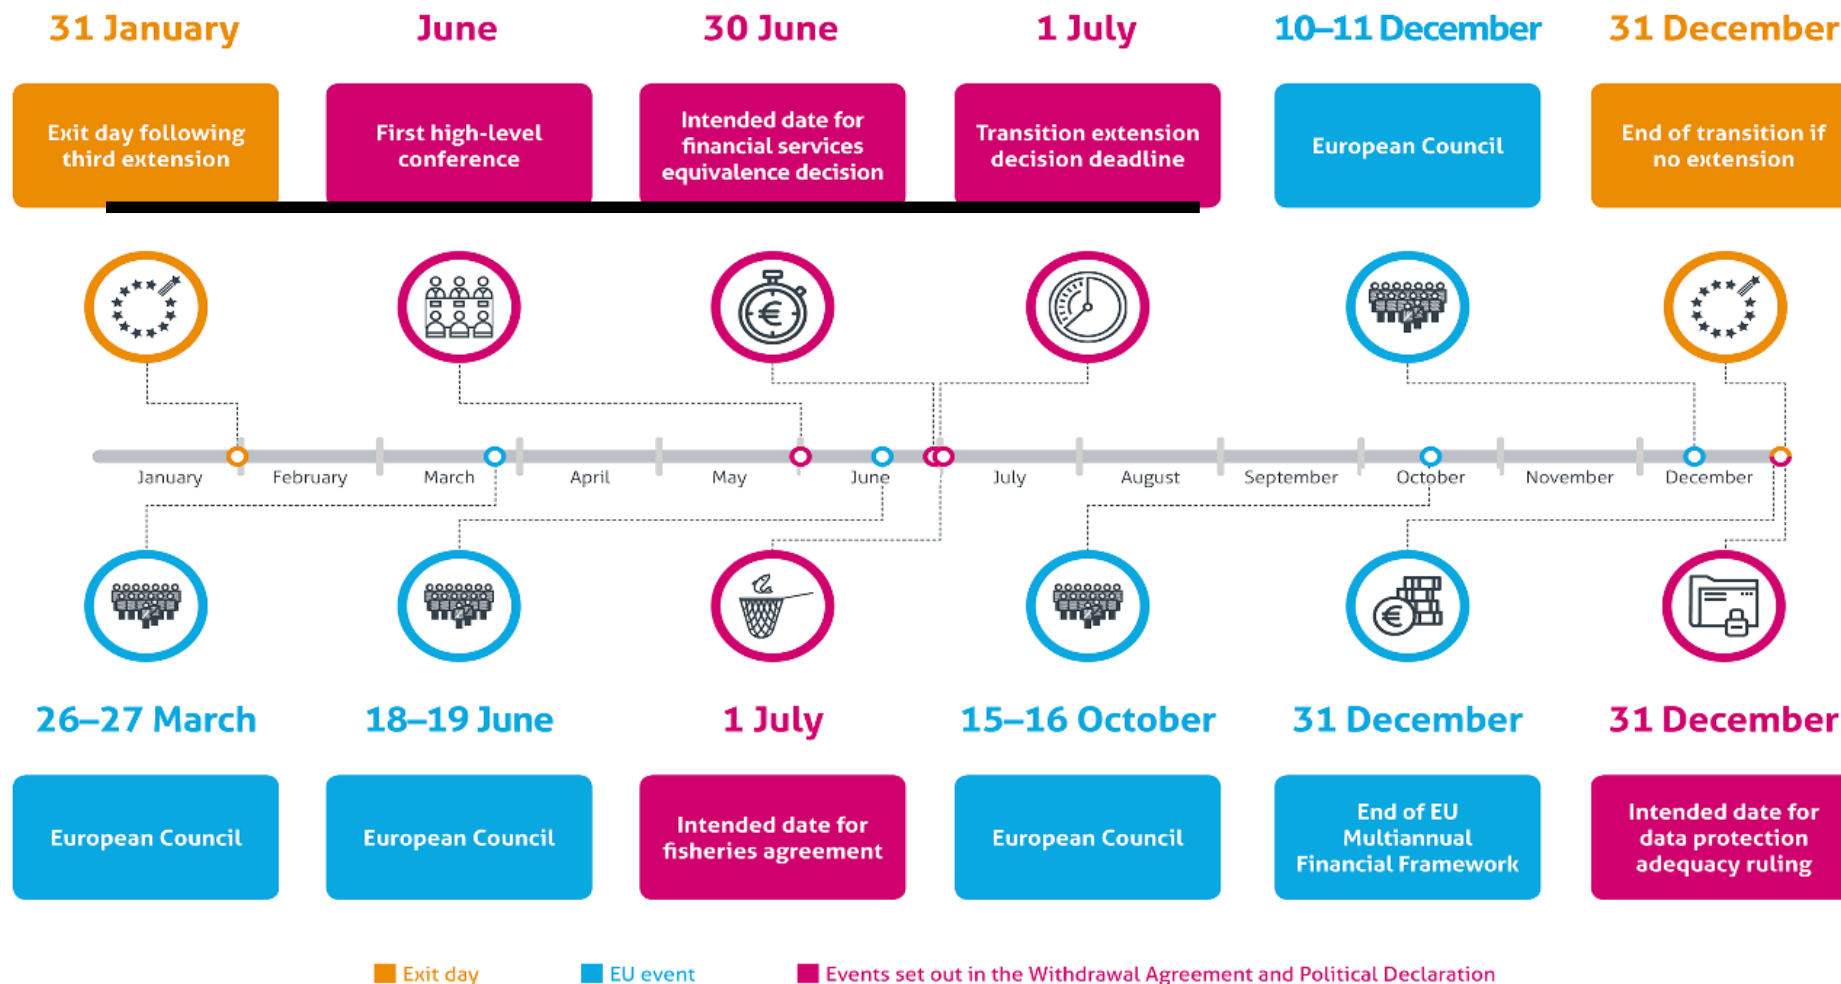 31 January
June
30 June
1 July
10–11 December
31 December
Exit day following
third extension
First high-level
conference
Intended date for
financial services
equivalence decision
Transition extension
decision deadline
European Council
End of transition if
no extension
January
February
March
April
May
June
July
August
September
October
November
December
26–27 March
18–19 June
1 July
15–16 October
31 December
31 December
European Council
European Council
Intended date for
fisheries agreement
European Council
End of EU
Multiannual
Financial Framework
Intended date for
data protection
adequacy ruling
Exit day
EU event
Events set out in the Withdrawal Agreement and Political Declaration